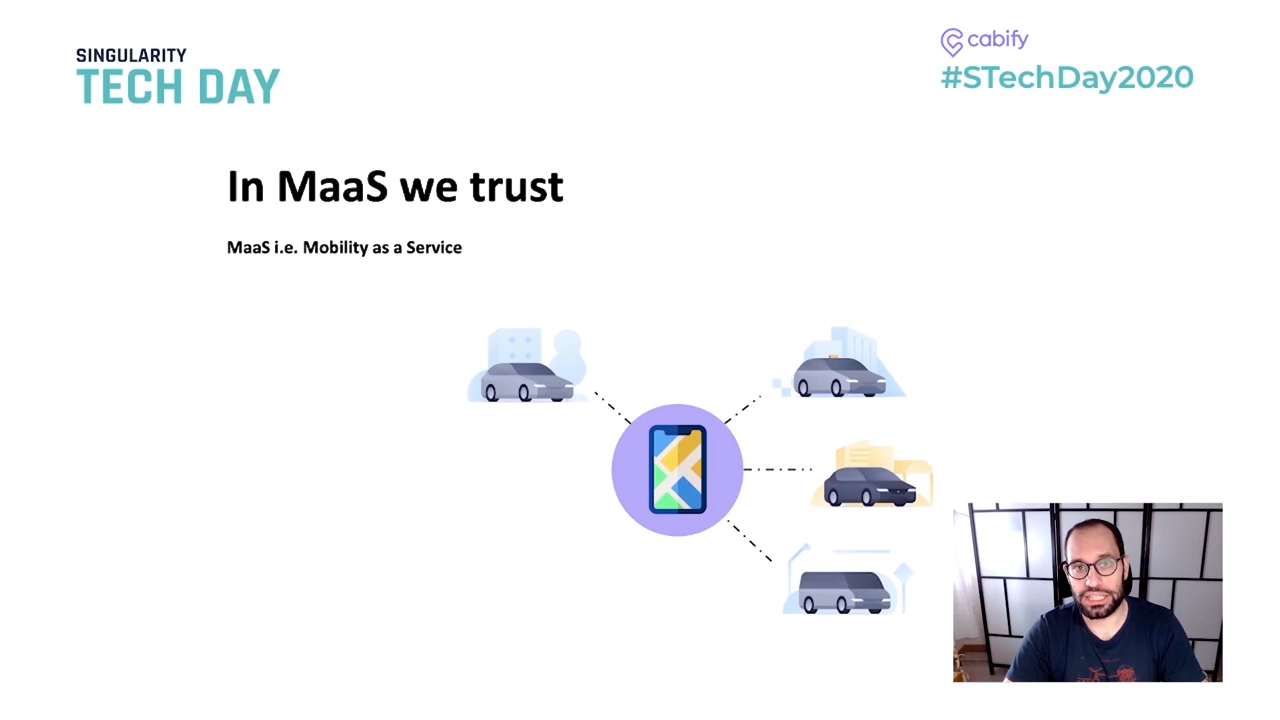 SINGULARITY
TECH DAY
cabify
#STechDay2020
In MaaS we trust
MaaS i.e. Mobility as a Service